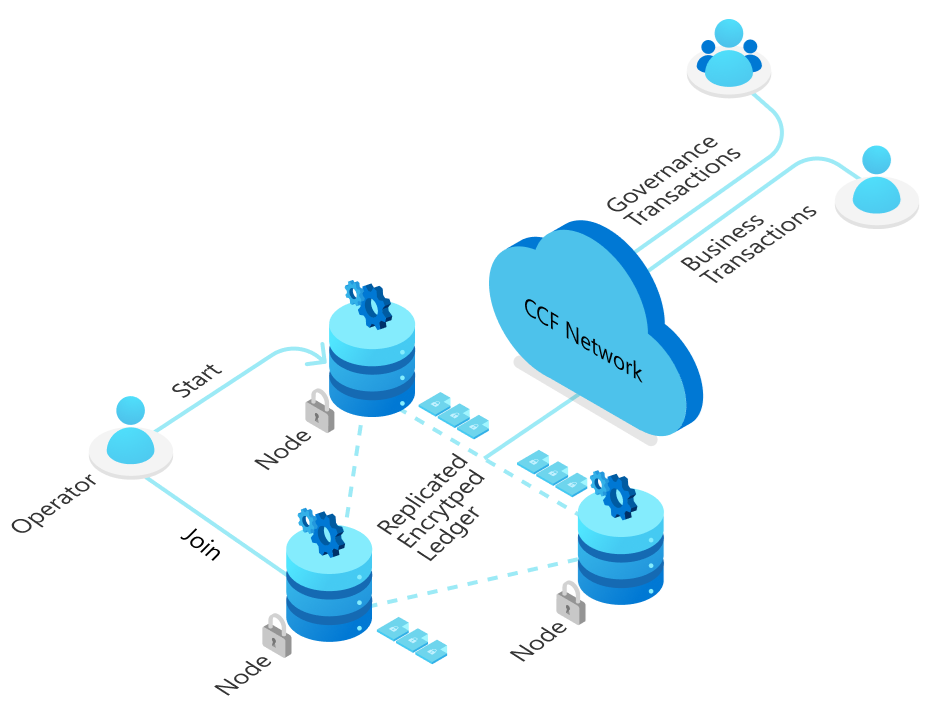 Governance
Transactions
Business
Transactions
CCF Network
Start
Node
Operator
Replicated
Encrytped
Ledger
Join
Node
Node